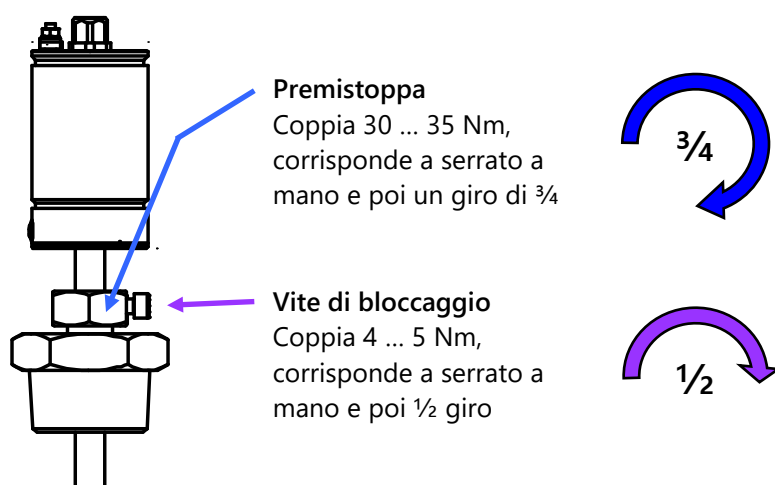 Premistoppa
Coppia 30 ... 35 Nm,
corrisponde a serrato a
mano e poi un giro di ¾
¾
Vite di bloccaggio
Coppia 4 ... 5 Nm,
corrisponde a serrato a
mano e poi ½ giro
½